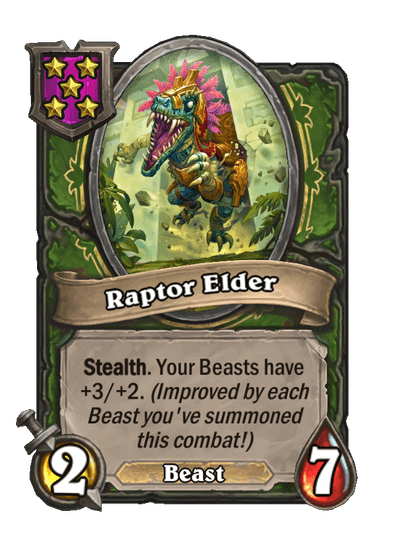 Raptor Elder
Stealth. Your Beasts have
+3/+2. (Improved by each
Beast you've summoned
this combat!)
2
Beast
7